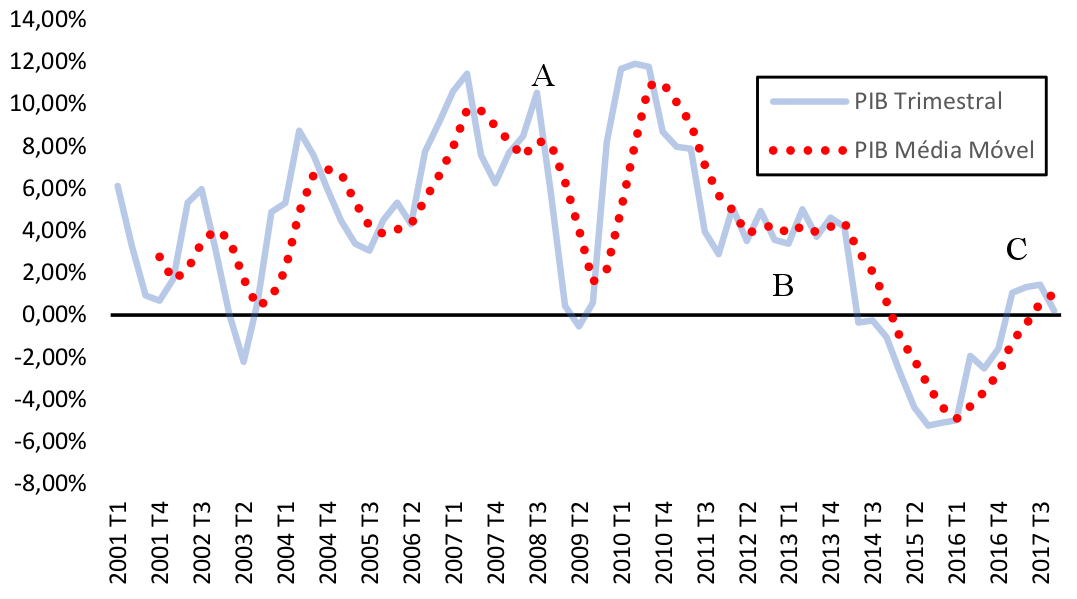 14,00%
12,00%
10,00%
8,00%
6,00%
4,00%
2,00%
0,00%
-2,00%
-4,00%
-6,00%
-8,00%
A
B
C
PIB Trimestral
PIB Média Móvel
2001 T1
2001 T4
2002 T3
2003 T2
2004 T1
2004 T4
2005 T3
2006 T2
2007 T1
2007 T4
2008 T3
2009 T2
2010 T1
2010 T4
2011 T3
2012 T2
2013 T1
2013 T4
2014 T3
2015 T2
2016 T1
2016 T4
2017 T3